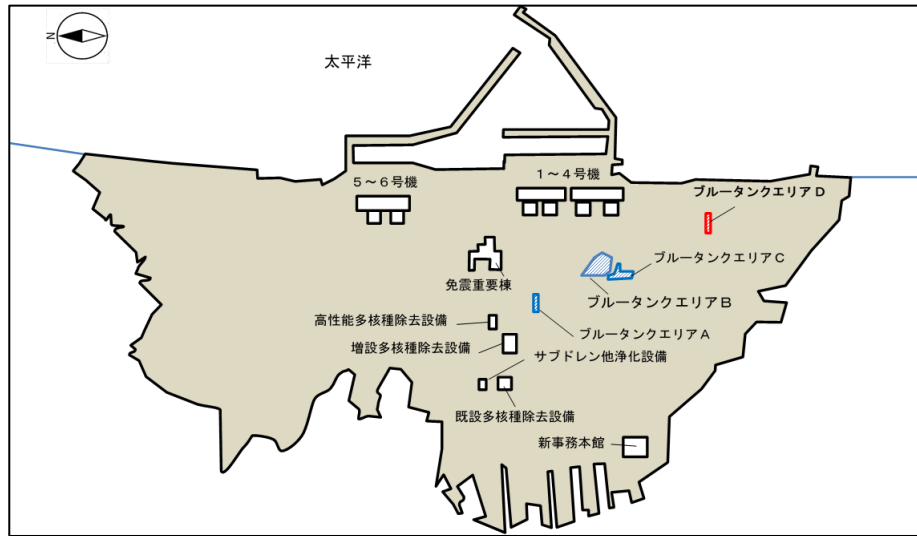 N
太平洋
5～6号機
1～4号機
ブルータンクエリアD
ブルータンクエリアC
免震重要棟
ブルータンクエリアB
高性能多核種除去設備
ブルータンクエリアA
増設多核種除去設備
サブドレン他浄化設備
既設多核種除去設備
新事務本館